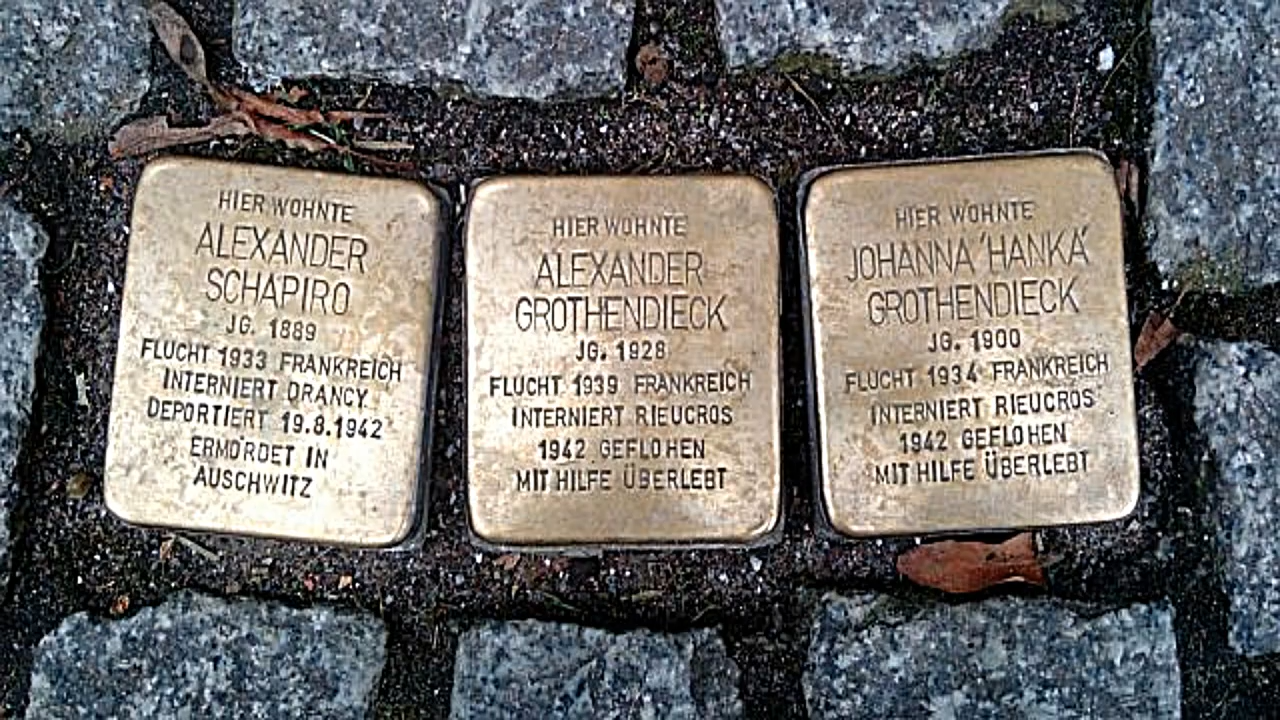 HIER WOHNTE
ALEXANDER
SCHAPIRO
JG. 1889
FLUCHT 1933 FRANKREICH
INTERNIERT DRANCY
DEPORTIERT 19.8.1942
ERMORDET IN
AUSCHWITZ
HIER WOHNTE
ALEXANDER
GROTHENDIECK
JG. 1928
FLUCHT 1939 FRANKREICH
INTERNIERT RIEUCROS
1942 GEFLOHEN
MIT HILFE ÜBERLEBT
HIER WOHNTE
JOHANNA 'HANKA'
GROTHENDIECK
JG. 1900
FLUCHT 1934 FRANKREICH
INTERNIERT RIEUCROS
1942 GEFLOHEN
MIT HILFE ÜBERLEBT